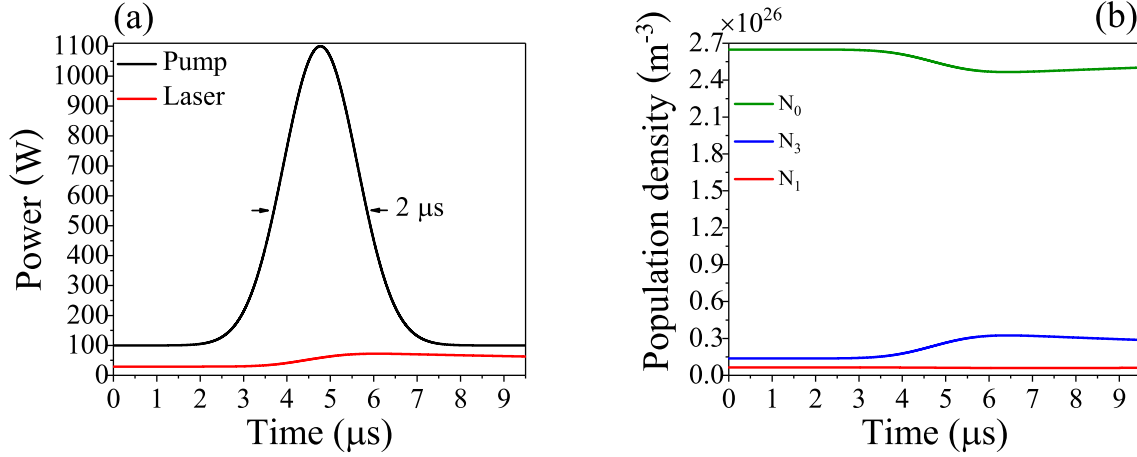 (a)
1100
1000
900
800
700
600
500
400
300
200
100
0
Power (W)
Pump
Laser
2 μs
0 1 2 3 4 5 6 7 8 9
Time (μs)
(b)
×10²⁶
2.7
2.4
2.1
1.8
1.5
1.2
0.9
0.6
0.3
0.0
Population density (m⁻³)
N₀
N₃
N₁
0 1 2 3 4 5 6 7 8 9
Time (μs)